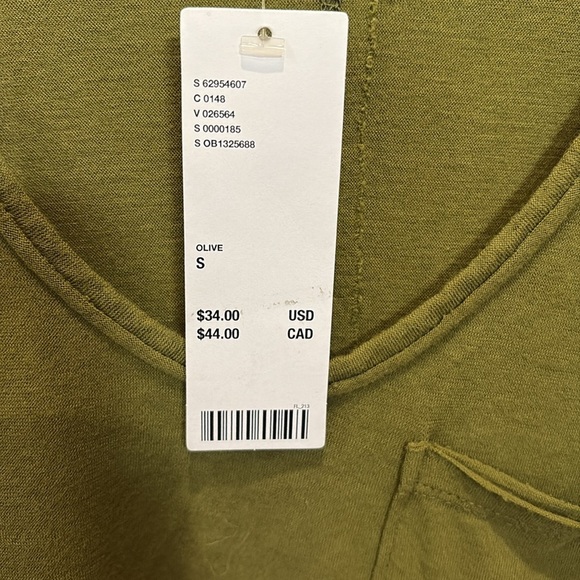 S 62954607
C 0148
V 026564
S 0000185
S OB1325688
OLIVE
S
$34.00 USD
$44.00 CAD